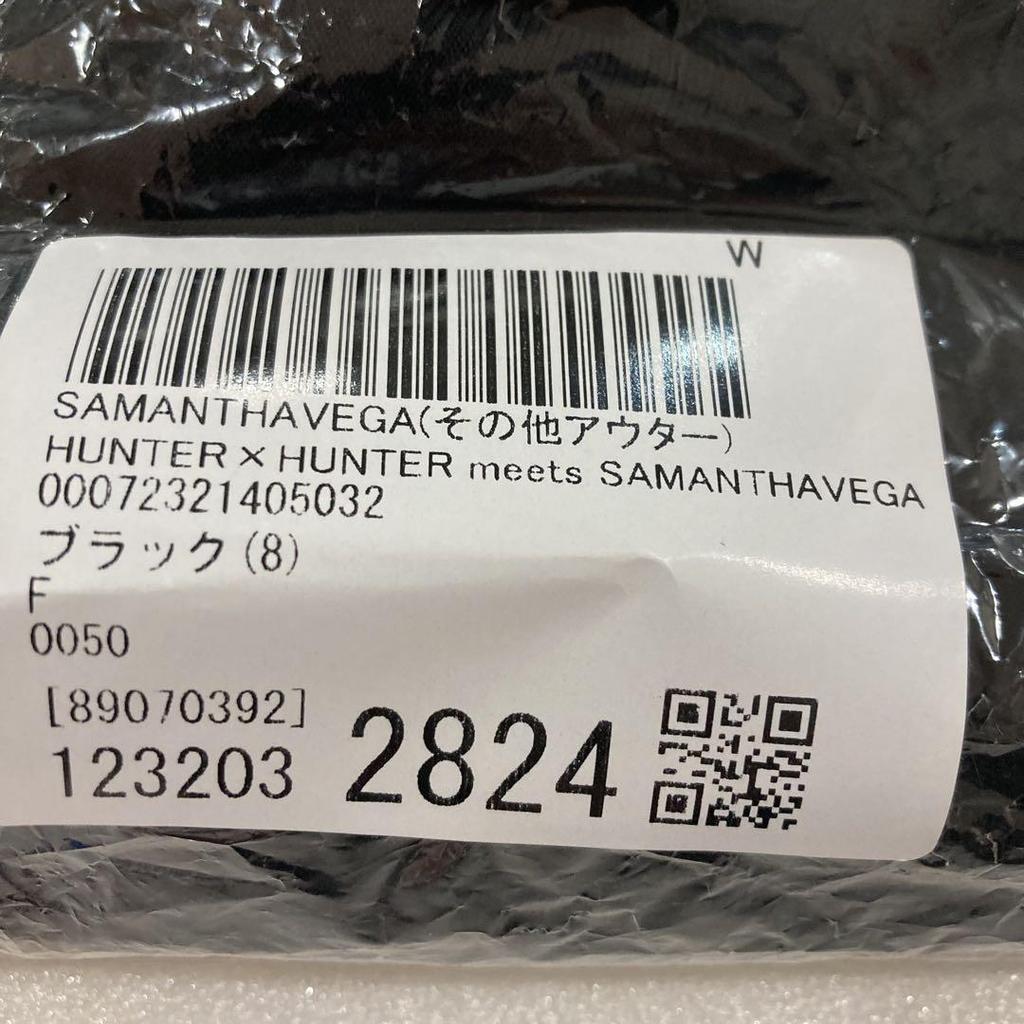 W
SAMANTHAVEGA(その他アウター)
HUNTER×HUNTER meets SAMANTHAVEGA
00072321405032
ブラック(8)
F
0050
[89070392]
123203 2824